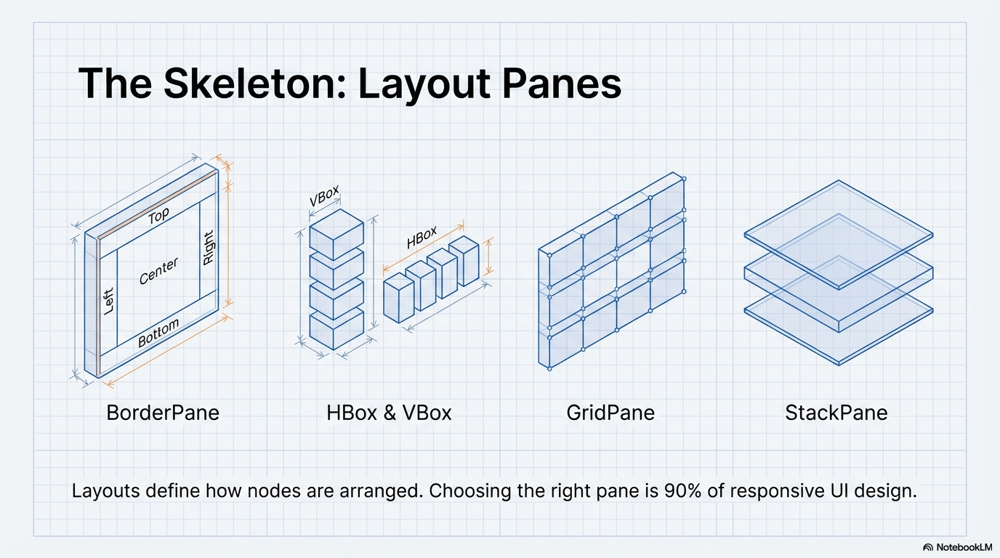 The Skeleton: Layout Panes
Top
Left
Center
Right
Bottom
VBox
HBox
BorderPane
HBox & VBox
GridPane
StackPane
Layouts define how nodes are arranged. Choosing the right pane is 90% of responsive UI design.
NotebookLM